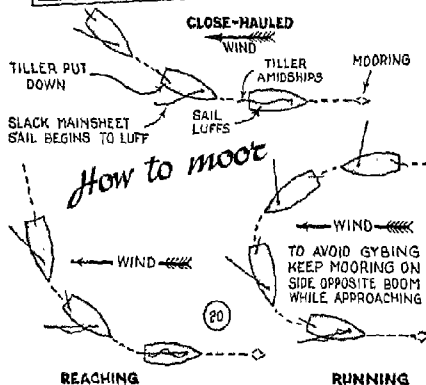 CLOSE-HAULED
WIND
TILLER PUT
DOWN
TILLER
AMIDSHIPS
MOORING
SLACK MAINSHEET
SAIL BEGINS TO LUFF
SAIL
LUFFS
How to moor
WIND
WIND
TO AVOID GYBING
KEEP MOORING ON
SIDE OPPOSITE BOOM
WHILE APPROACHING
20
REACHING
RUNNING